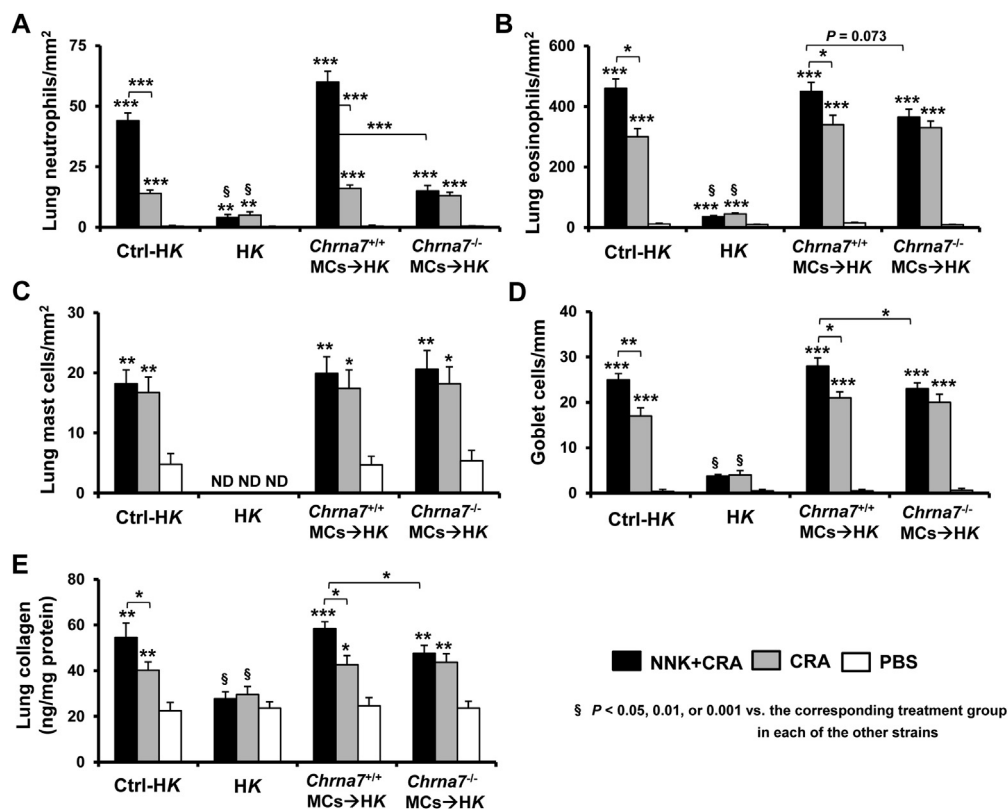 A
Lung neutrophils/mm²
75
50
25
0
***
***
***
§ §
** **
***
***
***
***
*** ***
Ctrl-HK
HK
Chrna7+/+
MCs→HK
Chrna7-/-
MCs→HK
B
Lung eosinophils/mm²
600
400
200
0
*
***
***
§ §
*** ***
P = 0.073
*
***
***
*** ***
Ctrl-HK
HK
Chrna7+/+
MCs→HK
Chrna7-/-
MCs→HK
C
Lung mast cells/mm²
30
20
10
0
** **
ND ND ND
** *
** *
Ctrl-HK
HK
Chrna7+/+
MCs→HK
Chrna7-/-
MCs→HK
D
Goblet cells/mm
40
30
20
10
0
**
***
***
§ §
*
*
***
***
*** ***
Ctrl-HK
HK
Chrna7+/+
MCs→HK
Chrna7-/-
MCs→HK
E
Lung collagen
(ng/mg protein)
80
60
40
20
0
*
**
**
§ §
*
*
***
*
** **
Ctrl-HK
HK
Chrna7+/+
MCs→HK
Chrna7-/-
MCs→HK
NNK+CRA CRA PBS
§ P < 0.05, 0.01, or 0.001 vs. the corresponding treatment group
in each of the other strains